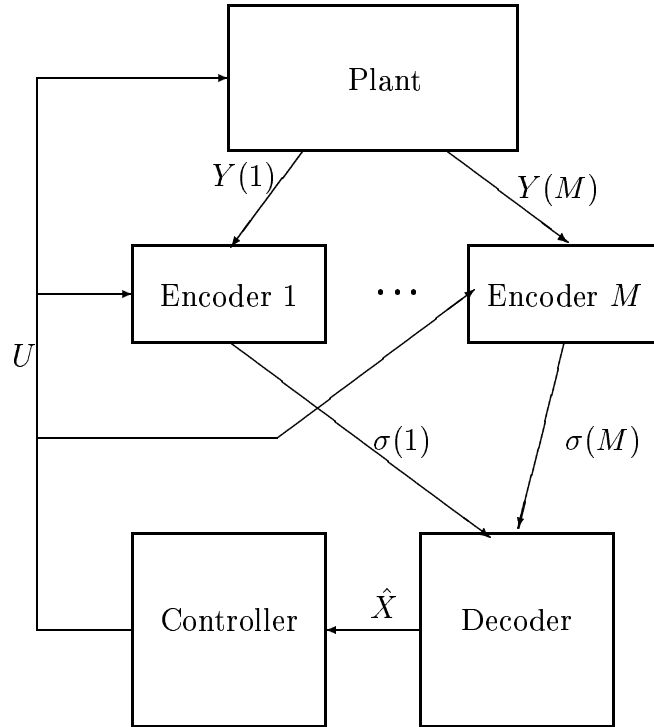 Plant
Y(1)
Y(M)
Encoder 1
...
Encoder M
U
σ(1)
σ(M)
Controller
X̂
Decoder